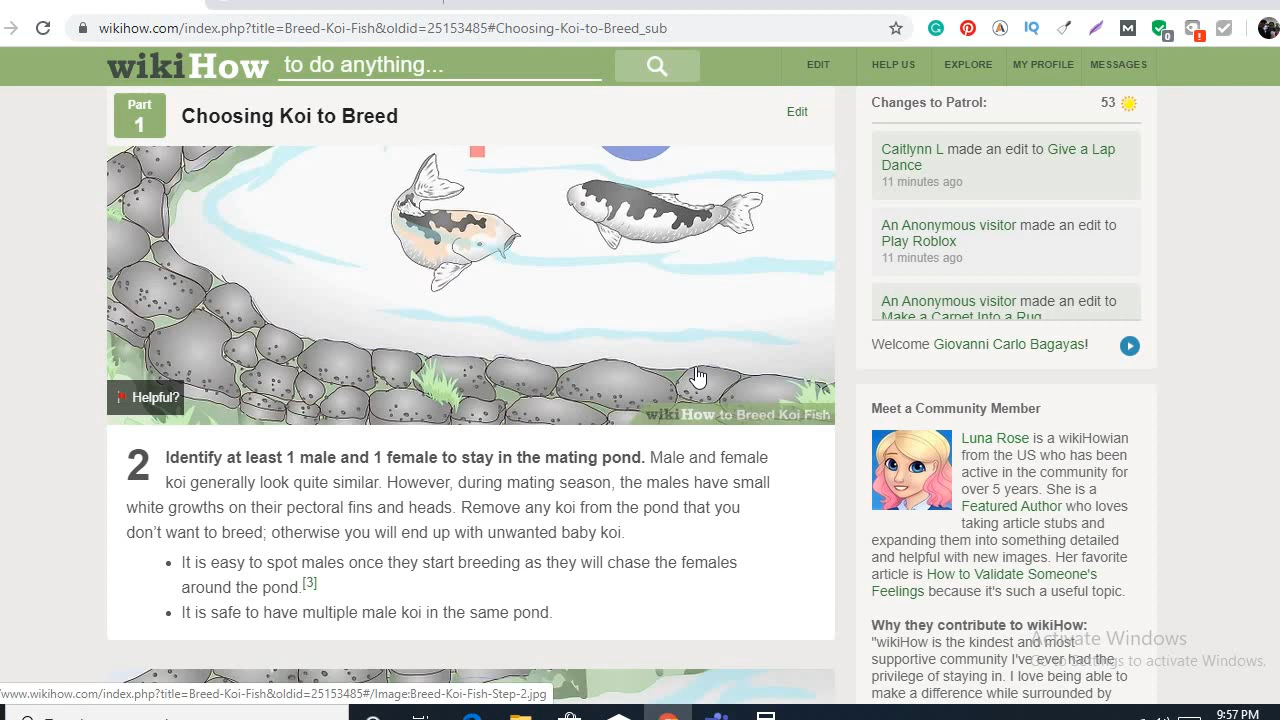 wikihow.com/index.php?title=Breed-Koi-Fish&oldid=25153485#Choosing-Koi-to-Breed_sub
wikiHow to do anything...
EDIT HELP US EXPLORE MY PROFILE MESSAGES
Part
1
Choosing Koi to Breed
Edit
Helpful?
wikiHow to Breed Koi Fish
2 Identify at least 1 male and 1 female to stay in the mating pond. Male and female
koi generally look quite similar. However, during mating season, the males have small
white growths on their pectoral fins and heads. Remove any koi from the pond that you
don't want to breed; otherwise you will end up with unwanted baby koi.
• It is easy to spot males once they start breeding as they will chase the females
around the pond.[3]
• It is safe to have multiple male koi in the same pond.
Changes to Patrol: 53
Caitlynn L made an edit to Give a Lap
Dance
11 minutes ago
An Anonymous visitor made an edit to
Play Roblox
11 minutes ago
An Anonymous visitor made an edit to
Make a Carpet Into a Rug
Welcome Giovanni Carlo Bagayas!
Meet a Community Member
Luna Rose is a wikiHowian
from the US who has been
active in the community for
over 5 years. She is a
Featured Author who loves
taking article stubs and
expanding them into something detailed
and helpful with new images. Her favorite
article is How to Validate Someone's
Feelings because it's such a useful topic.
Why they contribute to wikiHow:
"wikiHow is the kindest and most
supportive community I've ever had the
privilege of staying in. I love being able to
make a difference while surrounded by
Activate Windows
Go to Settings to activate Windows.
/www.wikihow.com/index.php?title=Breed-Koi-Fish&oldid=25153485#/Image:Breed-Koi-Fish-Step-2.jpg
9:57 PM